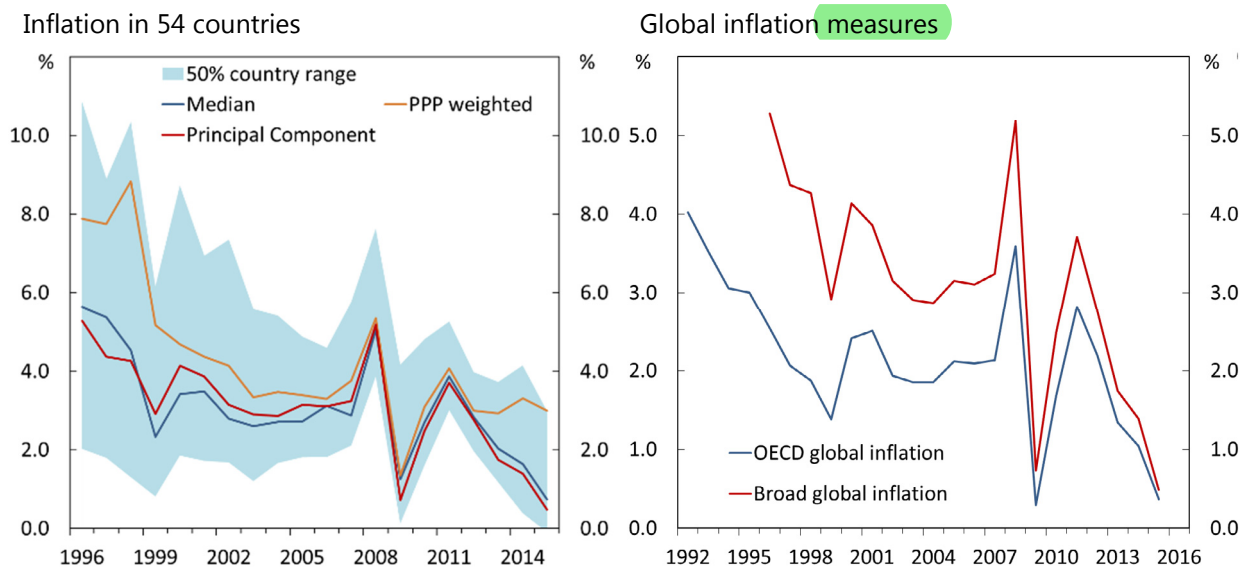 Inflation in 54 countries
%
%
50% country range
Median
PPP weighted
Principal Component
10.0
10.0
8.0
8.0
6.0
6.0
4.0
4.0
2.0
2.0
0.0
0.0
1996 1999 2002 2005 2008 2011 2014
Global inflation measures
%
%
5.0
5.0
4.0
4.0
3.0
3.0
2.0
2.0
1.0
1.0
OECD global inflation
Broad global inflation
0.0
0.0
1992 1995 1998 2001 2004 2007 2010 2013 2016